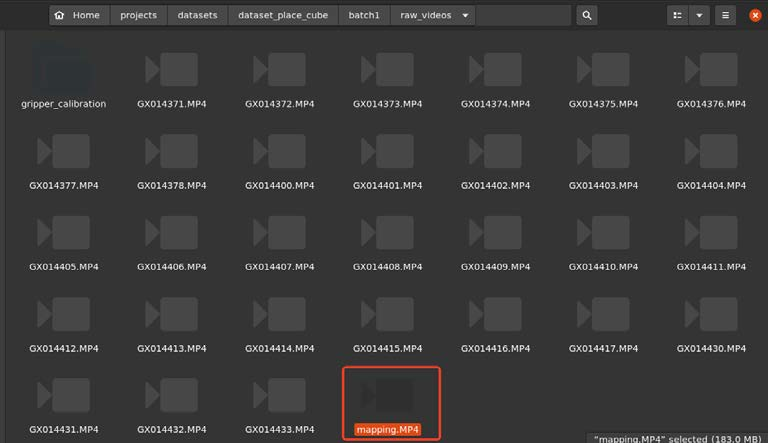 Home projects datasets dataset_place_cube batch1 raw_videos
gripper_calibration GX014371.MP4 GX014372.MP4 GX014373.MP4 GX014374.MP4 GX014375.MP4 GX014376.MP4
GX014377.MP4 GX014378.MP4 GX014400.MP4 GX014401.MP4 GX014402.MP4 GX014403.MP4 GX014404.MP4
GX014405.MP4 GX014406.MP4 GX014407.MP4 GX014408.MP4 GX014409.MP4 GX014410.MP4 GX014411.MP4
GX014412.MP4 GX014413.MP4 GX014414.MP4 GX014415.MP4 GX014416.MP4 GX014417.MP4 GX014430.MP4
GX014431.MP4 GX014432.MP4 GX014433.MP4 mapping.MP4
“mapping.MP4” selected (183.0 MB)